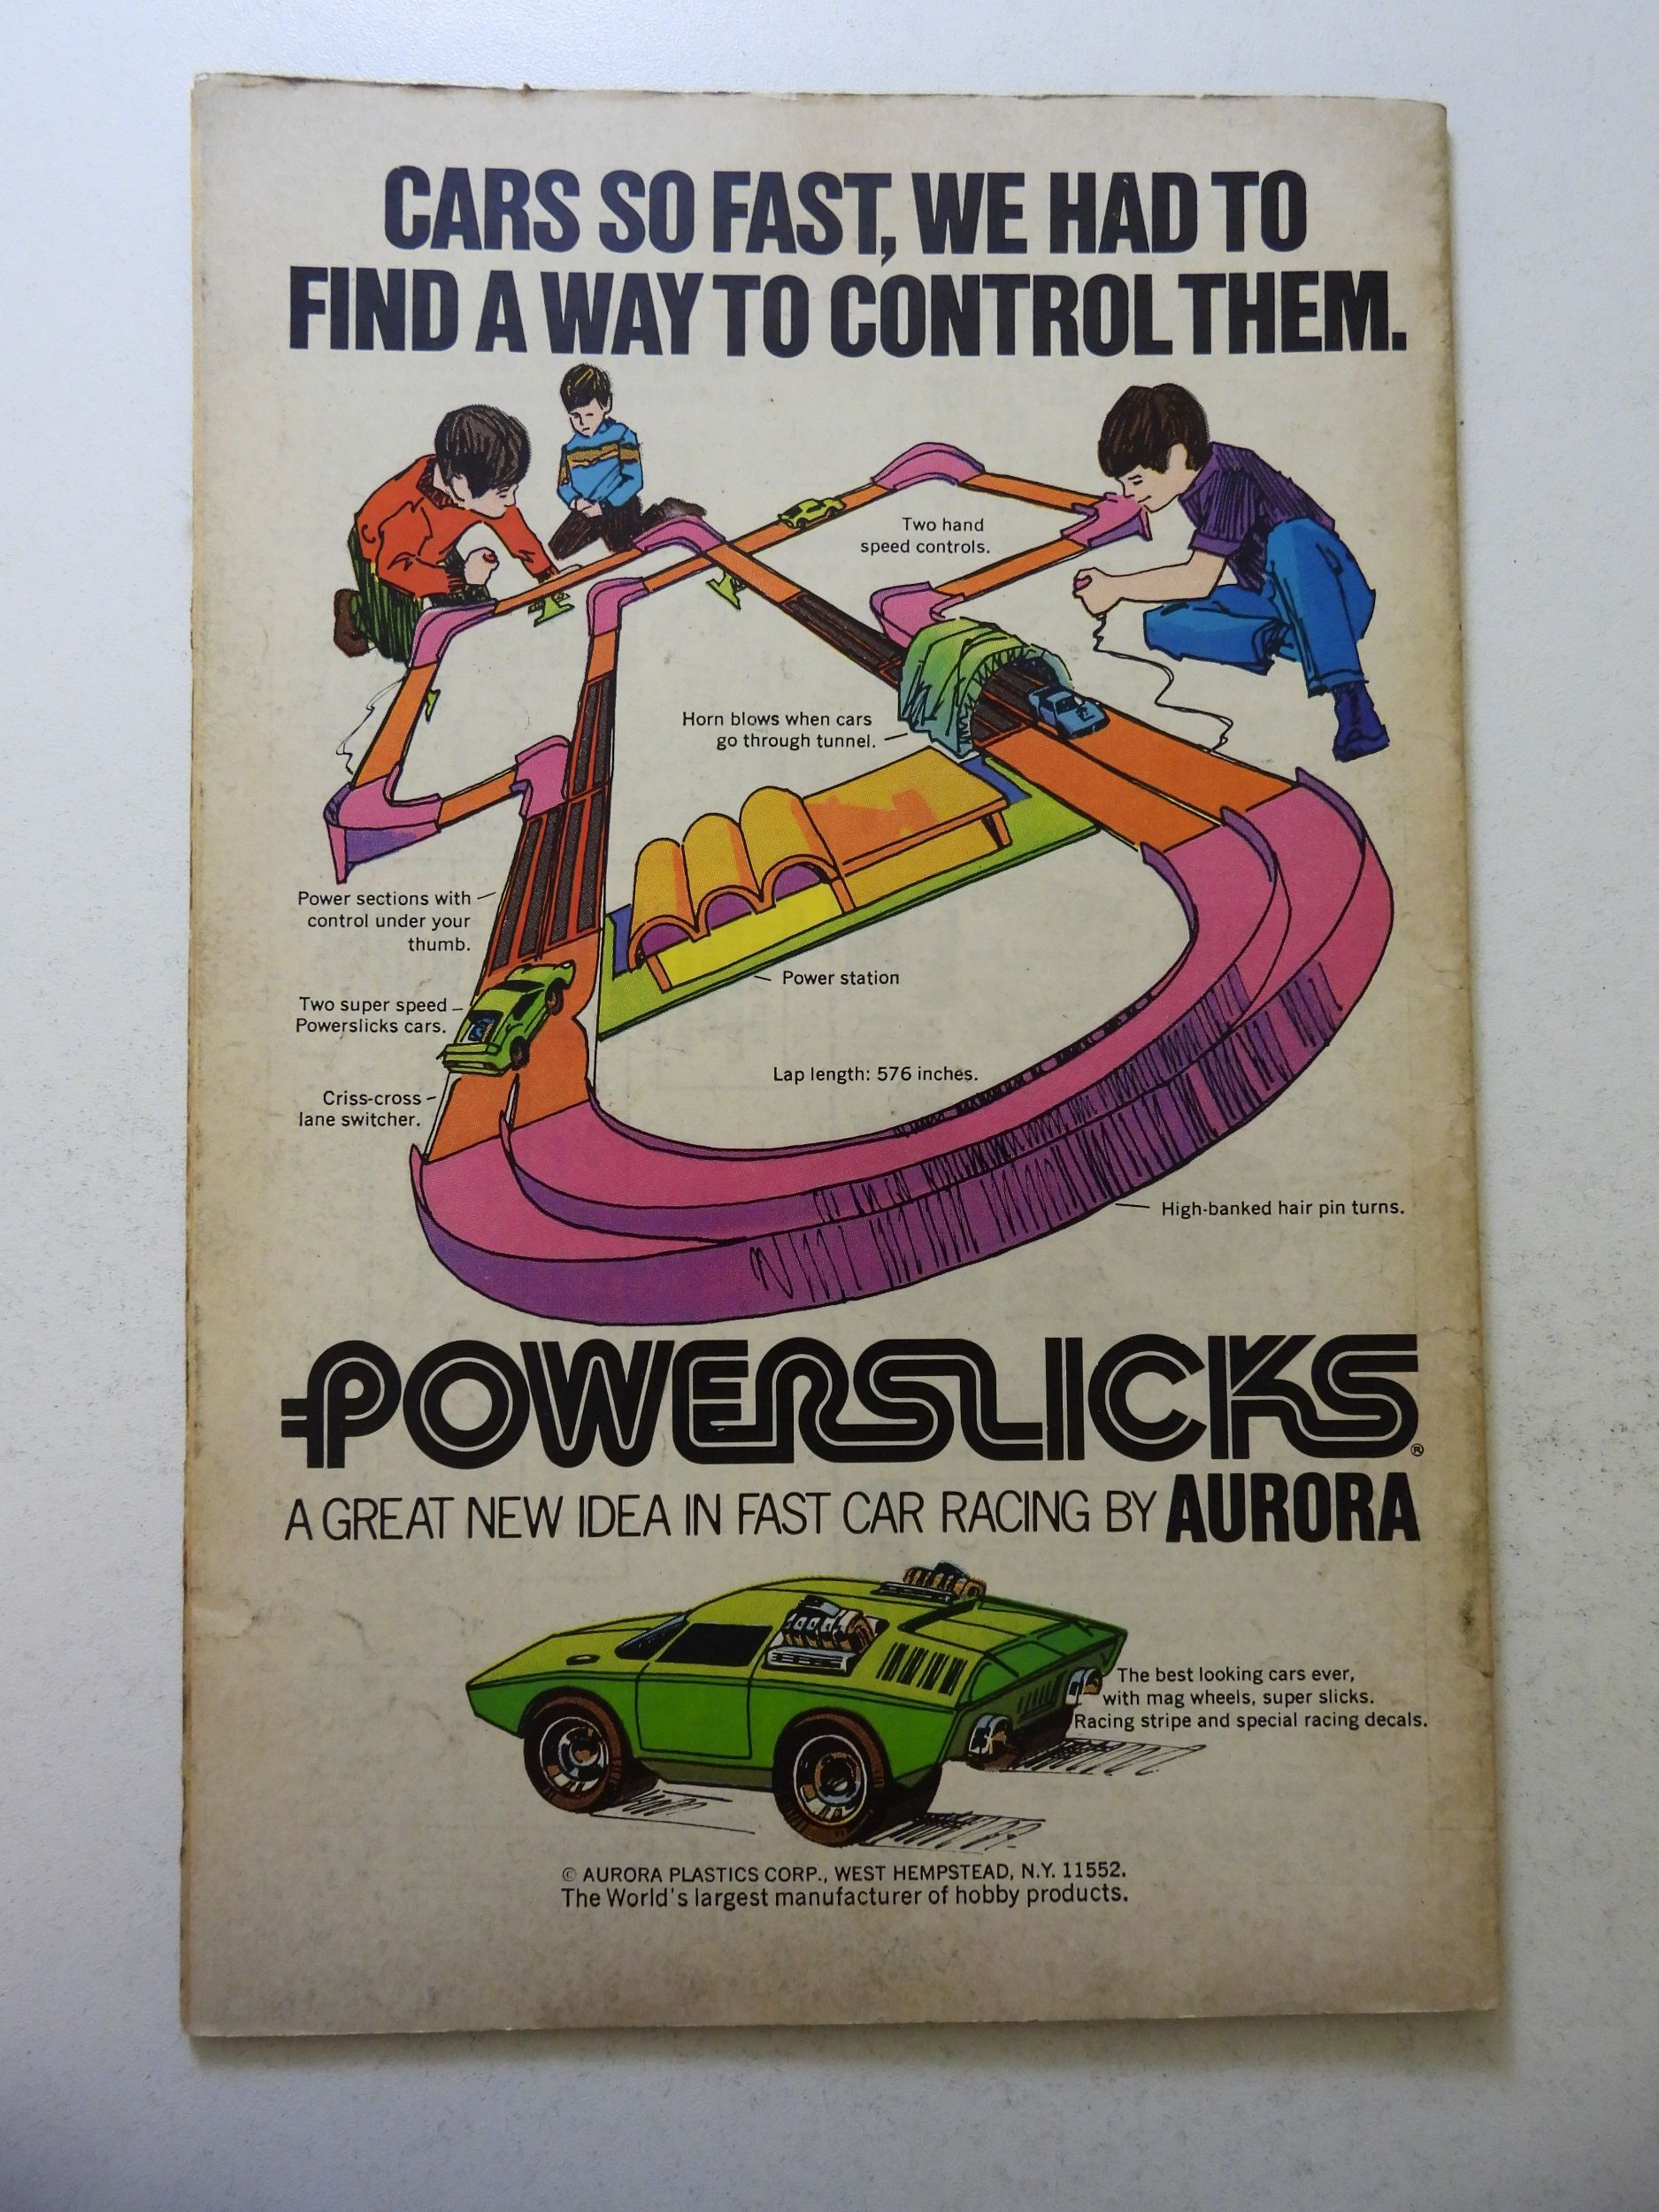 CARS SO FAST, WE HAD TO
FIND A WAY TO CONTROL THEM.
Two hand
speed controls.
Horn blows when cars
go through tunnel.
Power sections with
control under your
thumb.
Power station
Two super speed
Powerslicks cars.
Lap length: 576 inches.
Criss-cross
lane switcher.
High-banked hair pin turns.
POWERSLICKS®
A GREAT NEW IDEA IN FAST CAR RACING BY AURORA
The best looking cars ever,
with mag wheels, super slicks.
Racing stripe and special racing decals.
© AURORA PLASTICS CORP., WEST HEMPSTEAD, N.Y. 11552.
The World's largest manufacturer of hobby products.